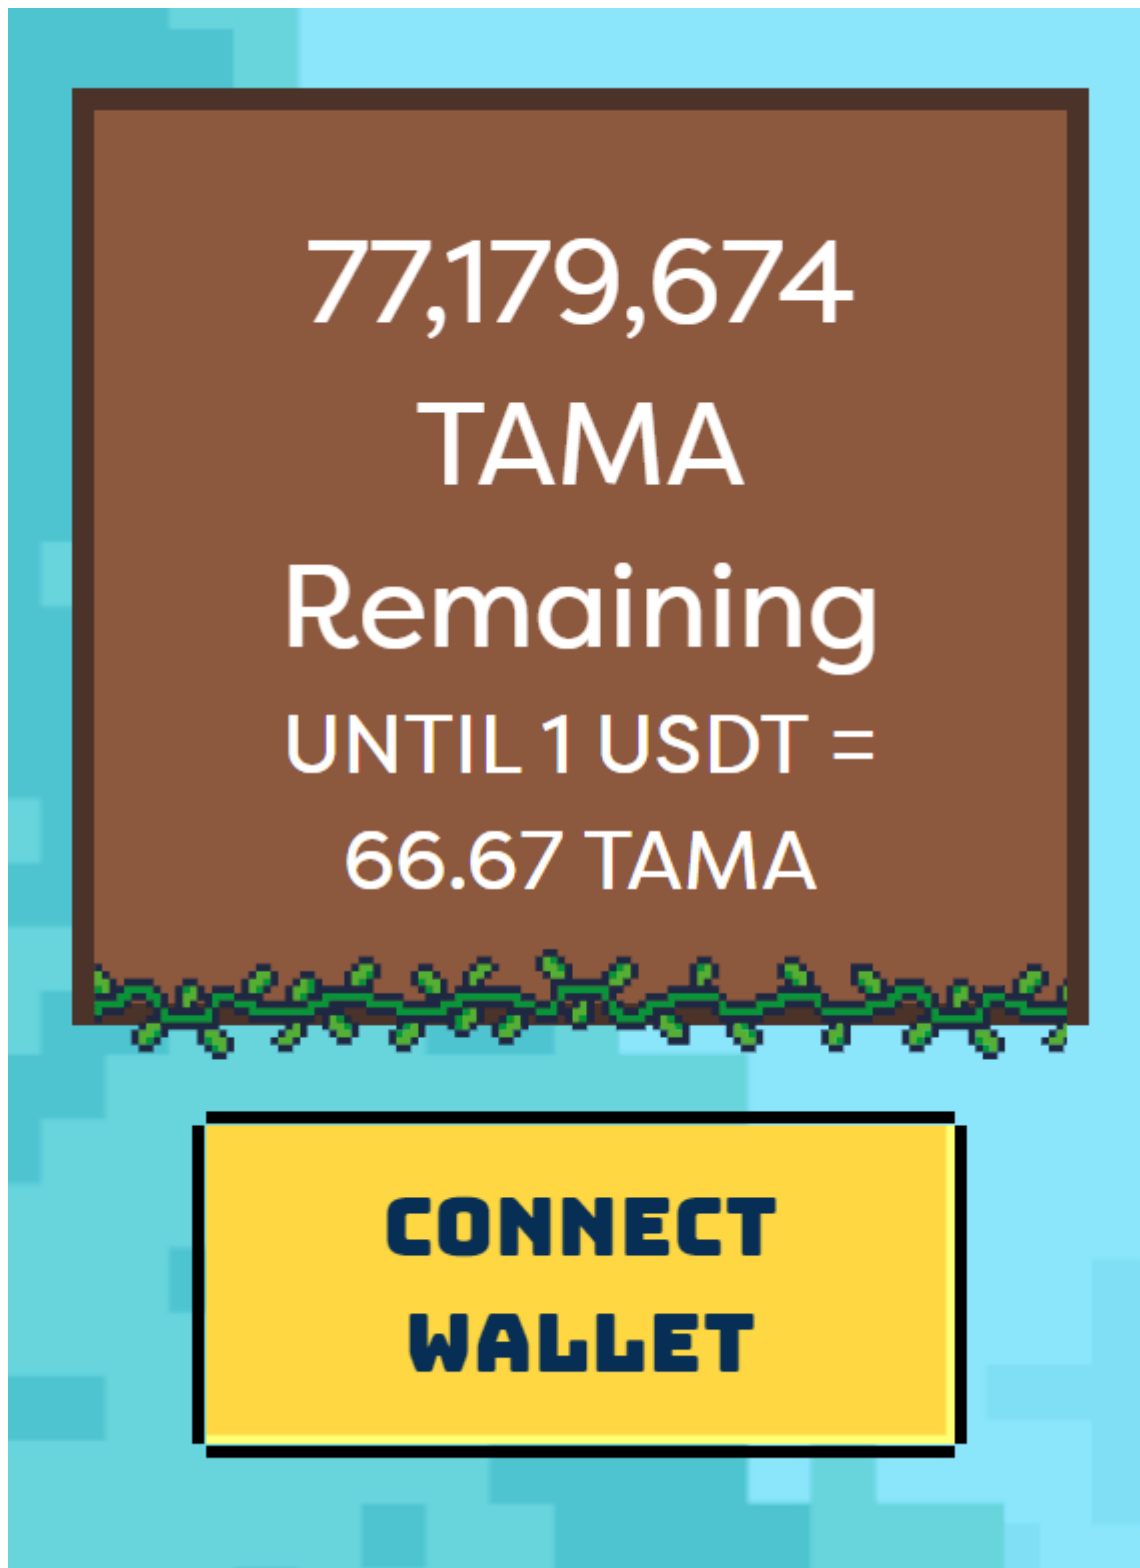 77,179,674
TAMA
Remaining
UNTIL 1 USDT =
66.67 TAMA
CONNECT
WALLET